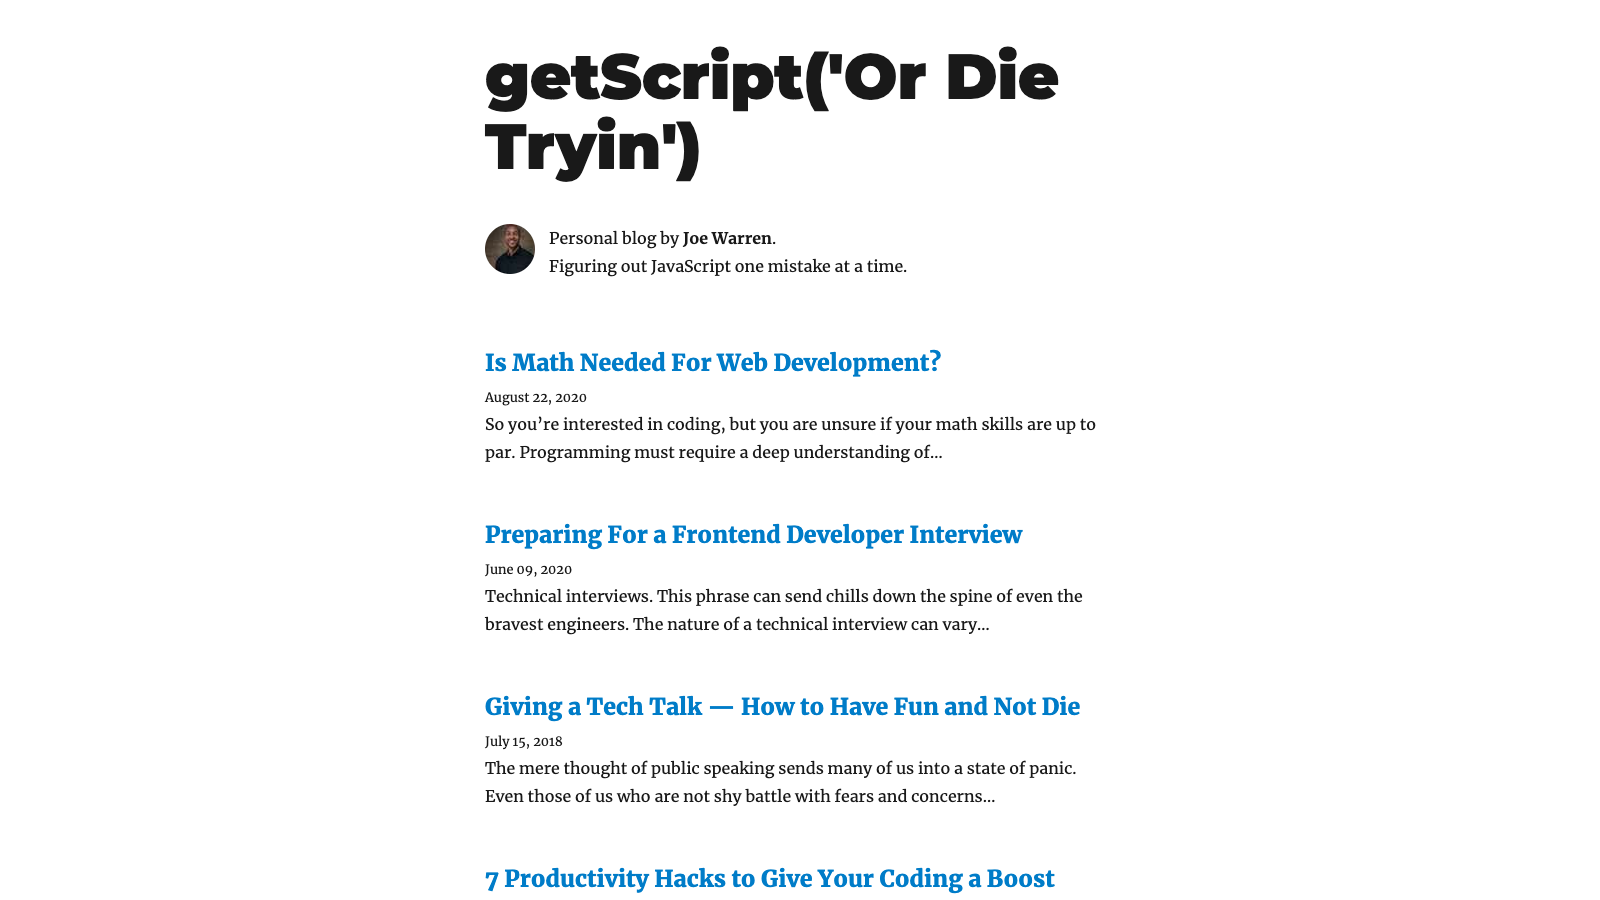 getScript('Or Die
Tryin')
Personal blog by Joe Warren.
Figuring out JavaScript one mistake at a time.
Is Math Needed For Web Development?
August 22, 2020
So you’re interested in coding, but you are unsure if your math skills are up to
par. Programming must require a deep understanding of…
Preparing For a Frontend Developer Interview
June 09, 2020
Technical interviews. This phrase can send chills down the spine of even the
bravest engineers. The nature of a technical interview can vary…
Giving a Tech Talk — How to Have Fun and Not Die
July 15, 2018
The mere thought of public speaking sends many of us into a state of panic.
Even those of us who are not shy battle with fears and concerns…
7 Productivity Hacks to Give Your Coding a Boost